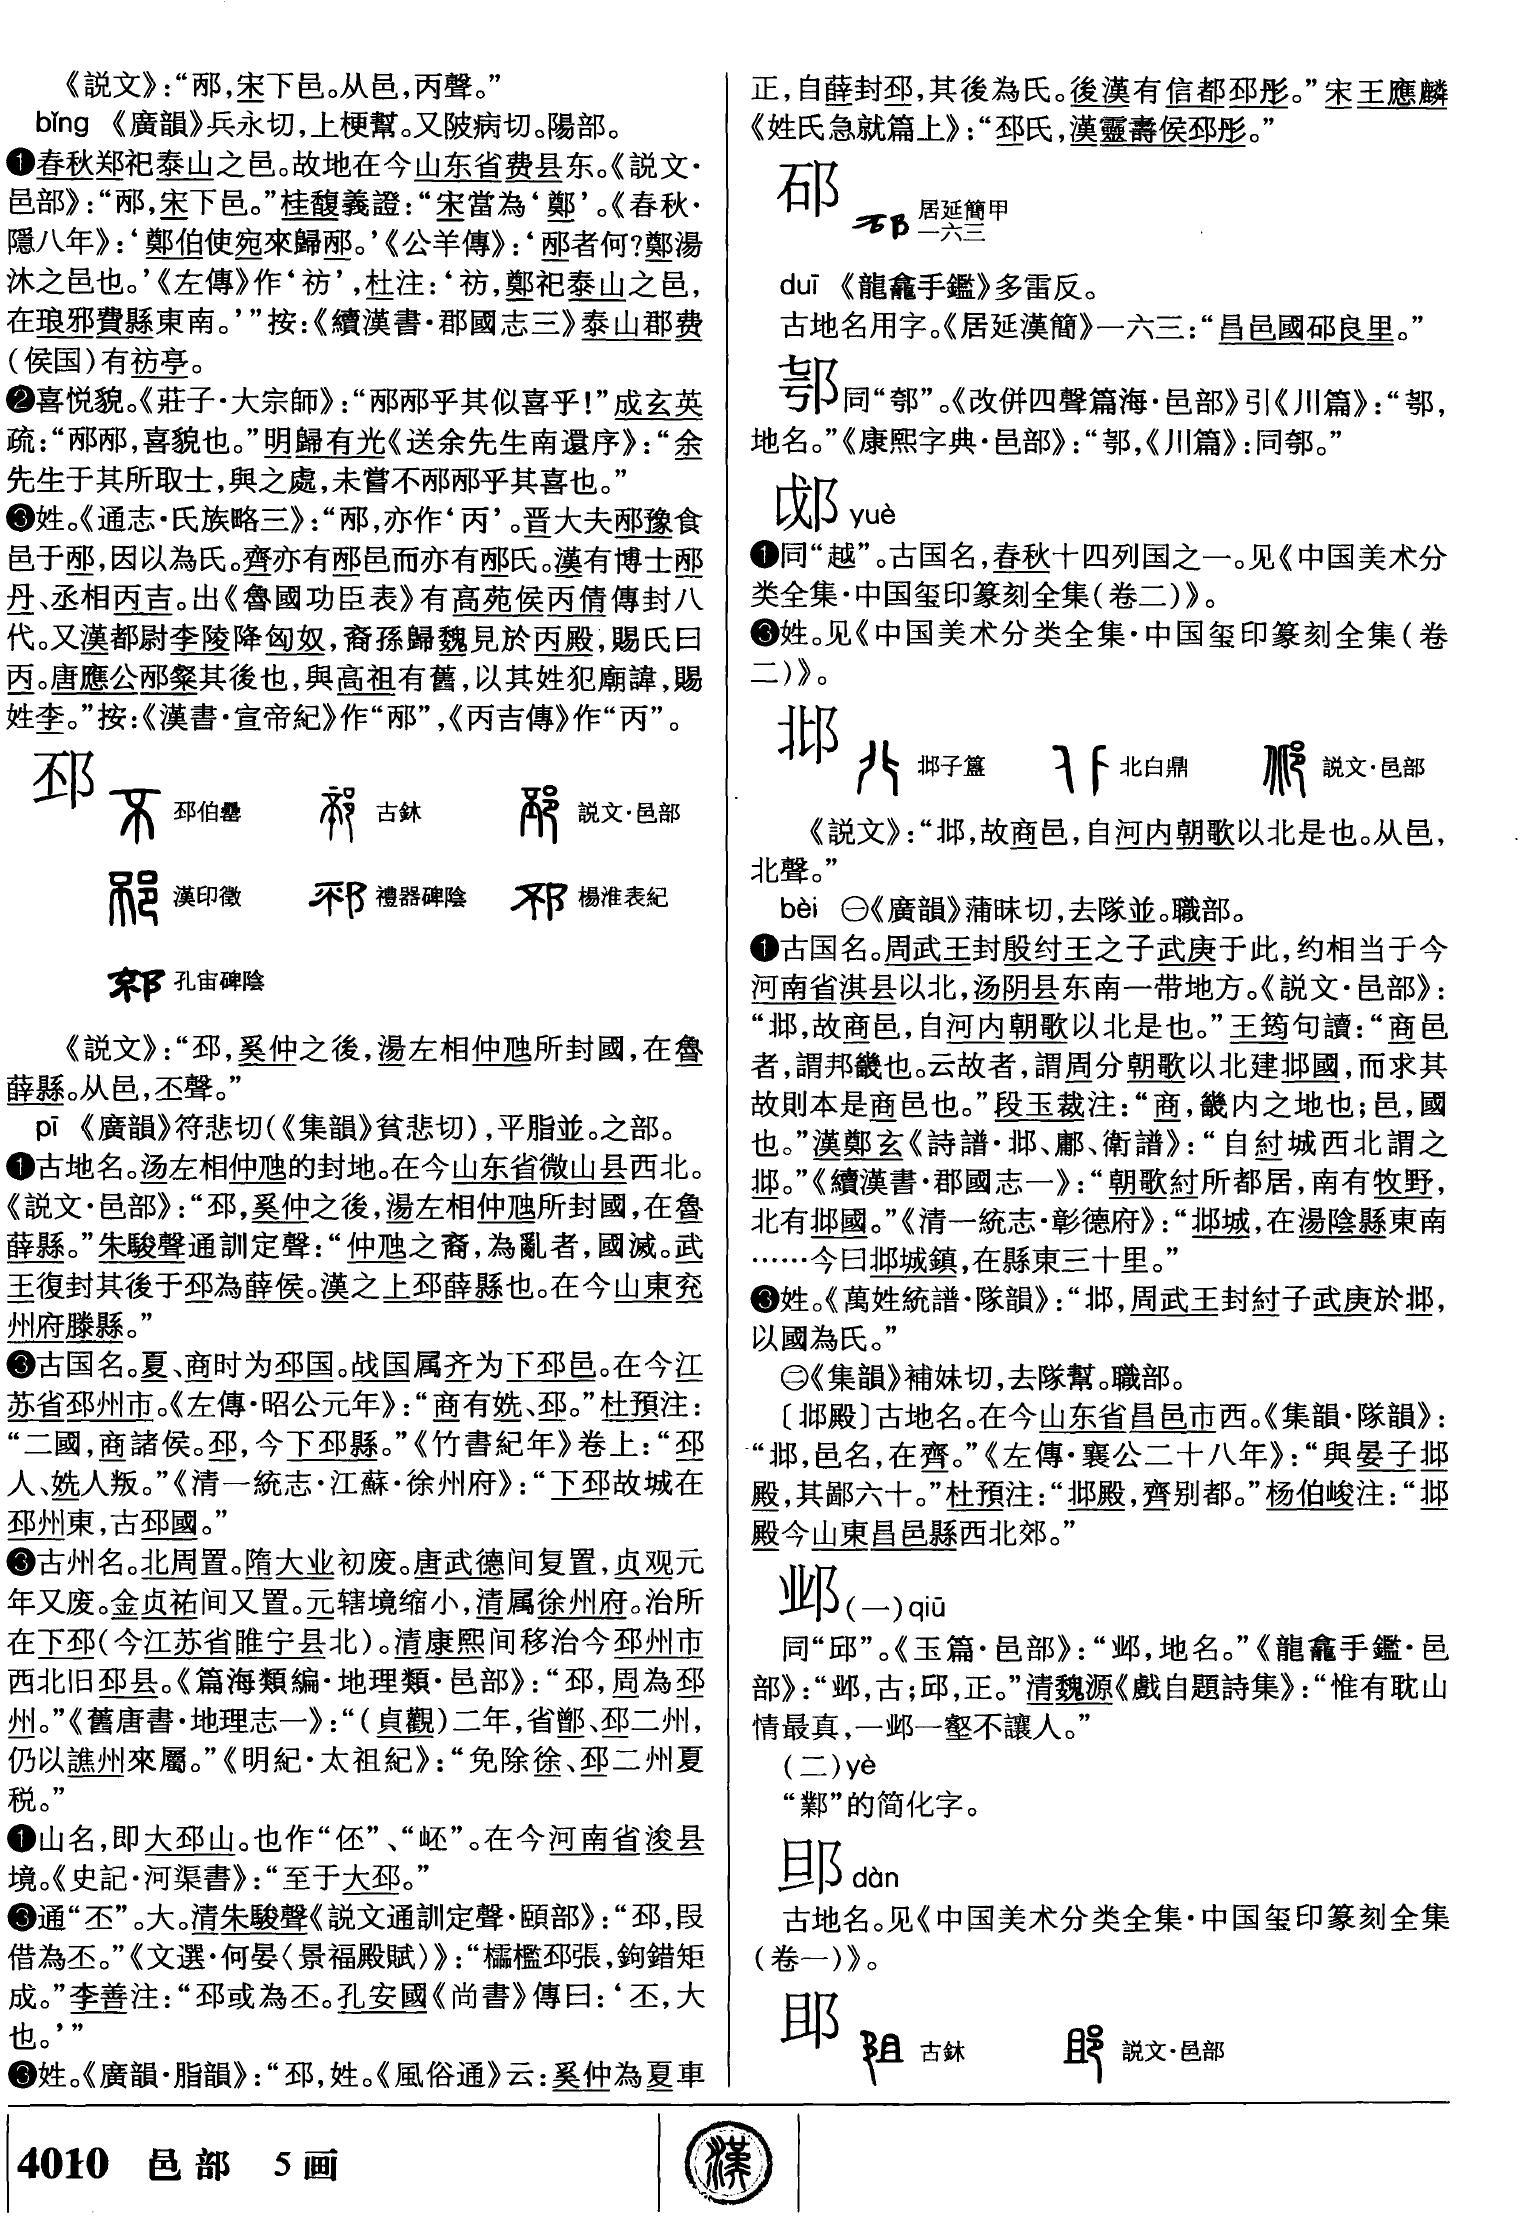 《説文》:“邴,宋下邑。从邑,丙聲。”
bǐng 《廣韻》兵永切,上梗幫。又陂病切。陽部。
❶春秋郑祀泰山之邑。故地在今山东省费县东。《説文·
邑部》:“邴,宋下邑。”桂馥義證:“宋當為‘鄭’。《春秋·
隱八年》:‘鄭伯使宛來歸邴。’《公羊傳》:‘邴者何?鄭湯
沐之邑也。’《左傳》作‘祊’,杜注:‘祊,鄭祀泰山之邑,
在琅邪費縣東南。’”按:《續漢書·郡國志三》泰山郡费
(侯国)有祊亭。
❷喜悦貌。《莊子·大宗師》:“邴邴乎其似喜乎!”成玄英
疏:“邴邴,喜貌也。”明歸有光《送余先生南還序》:“余
先生于其所取士,與之處,未嘗不邴邴乎其喜也。”
❸姓。《通志·氏族略三》:“邴,亦作‘丙’。晋大夫邴豫食
邑于邴,因以為氏。齊亦有邴邑而亦有邴氏。漢有博士邴
丹、丞相丙吉。出《魯國功臣表》有高苑侯丙倩傳封八
代。又漢都尉李陵降匈奴,裔孫歸魏見於丙殿,賜氏曰
丙。唐應公邴粲其後也,與高祖有舊,以其姓犯廟諱,賜
姓李。”按:《漢書·宣帝紀》作“邴”,《丙吉傳》作“丙”。
邳
邳伯罍 古鉥 説文·邑部
漢印徵 禮器碑陰 楊淮表紀
孔宙碑陰
《説文》:“邳,奚仲之後,湯左相仲虺所封國,在魯
薛縣。从邑,丕聲。”
pī 《廣韻》符悲切(《集韻》貧悲切),平脂並。之部。
❶古地名。汤左相仲虺的封地。在今山东省微山县西北。
《説文·邑部》:“邳,奚仲之後,湯左相仲虺所封國,在魯
薛縣。”朱駿聲通訓定聲:“仲虺之裔,為亂者,國滅。武
王復封其後于邳為薛侯。漢之上邳薛縣也。在今山東兖
州府滕縣。”
❸古国名。夏、商时为邳国。战国属齐为下邳邑。在今江
苏省邳州市。《左傳·昭公元年》:“商有姺、邳。”杜預注:
“二國,商諸侯。邳,今下邳縣。”《竹書紀年》卷上:“邳
人、姺人叛。”《清一統志·江蘇·徐州府》:“下邳故城在
邳州東,古邳國。”
❸古州名。北周置。隋大业初废。唐武德间复置,贞观元
年又废。金贞祐间又置。元辖境缩小,清属徐州府。治所
在下邳(今江苏省睢宁县北)。清康熙间移治今邳州市
西北旧邳县。《篇海類編·地理類·邑部》:“邳,周為邳
州。”《舊唐書·地理志一》:“(貞觀)二年,省鄫、邳二州,
仍以譙州來屬。”《明紀·太祖紀》:“免除徐、邳二州夏
税。”
❶山名,即大邳山。也作“伾”、“岯”。在今河南省浚县
境。《史記·河渠書》:“至于大邳。”
❸通“丕”。大。清朱駿聲《説文通訓定聲·頤部》:“邳,叚
借為丕。”《文選·何晏〈景福殿賦〉》:“櫺檻邳張,鉤錯矩
成。”李善注:“邳或為丕。孔安國《尚書》傳曰:‘丕,大
也。’”
❸姓。《廣韻·脂韻》:“邳,姓。《風俗通》云:奚仲為夏車
正,自薛封邳,其後為氏。後漢有信都邳彤。”宋王應麟
《姓氏急就篇上》:“邳氏,漢靈壽侯邳彤。”
䂖
居延簡甲
一六三
duī 《龍龕手鑑》多雷反。
古地名用字。《居延漢簡》一六三:“昌邑國良里。”
同“郀”。《改併四聲篇海·邑部》引《川篇》:“,
地名。”《康熙字典·邑部》:“,《川篇》:同。”
yuè
❶同“越”。古国名,春秋十四列国之一。见《中国美术分
类全集·中国玺印篆刻全集(卷二)》。
❸姓。见《中国美术分类全集·中国玺印篆刻全集(卷
二)》。
邶
邶子簋 北白鼎 説文·邑部
《説文》:“邶,故商邑,自河内朝歌以北是也。从邑,
北聲。”
bèi ㊀《廣韻》蒲昧切,去隊並。職部。
❶古国名。周武王封殷纣王之子武庚于此,约相当于今
河南省淇县以北,汤阴县东南一带地方。《説文·邑部》:
“邶,故商邑,自河内朝歌以北是也。”王筠句讀:“商邑
者,謂邦畿也。云故者,謂周分朝歌以北建邶國,而求其
故則本是商邑也。”段玉裁注:“商,畿内之地也;邑,國
也。”漢鄭玄《詩譜·邶、鄘、衛譜》:“自紂城西北謂之
邶。”《續漢書·郡國志一》:“朝歌紂所都居,南有牧野,
北有邶國。”《清一統志·彰德府》:“邶城,在湯陰縣東南
……今曰邶城鎮,在縣東三十里。”
❸姓。《萬姓統譜·隊韻》:“邶,周武王封紂子武庚於邶,
以國為氏。”
㊁《集韻》補妹切,去隊幫。職部。
〔邶殿〕古地名。在今山东省昌邑市西。《集韻·隊韻》:
“邶,邑名,在齊。”《左傳·襄公二十八年》:“與晏子邶
殿,其鄙六十。”杜預注:“邶殿,齊别都。”杨伯峻注:“邶
殿今山東昌邑縣西北郊。”
邺(一)qiū
同“邱”。《玉篇·邑部》:“邺,地名。”《龍龕手鑑·邑
部》:“邺,古;邱,正。”清魏源《戲自題詩集》:“惟有耽山
情最真,一邺一壑不讓人。”
(二)yè
“鄴”的简化字。
dàn
古地名。见《中国美术分类全集·中国玺印篆刻全集
(卷一)》。
古鉥 説文·邑部
4010 邑部 5画
漢